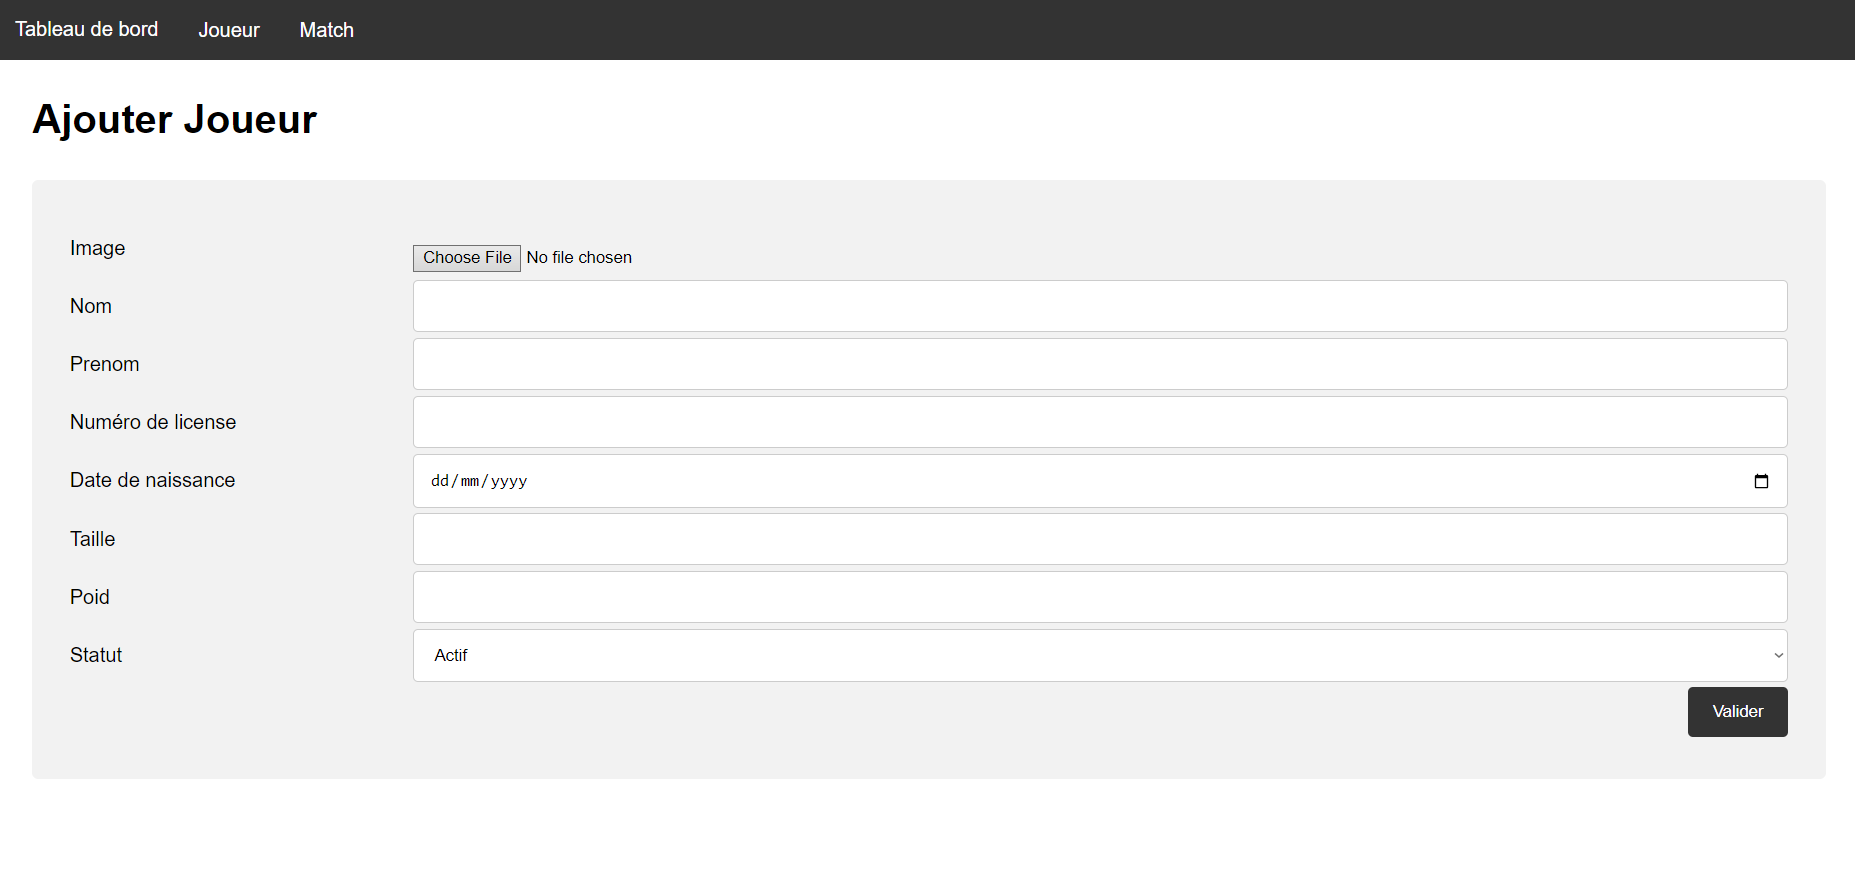 Tableau de bord Joueur Match
Ajouter Joueur
Image Choose File No file chosen
Nom
Prenom
Numéro de license
Date de naissance dd/mm/yyyy
Taille
Poid
Statut Actif
Valider